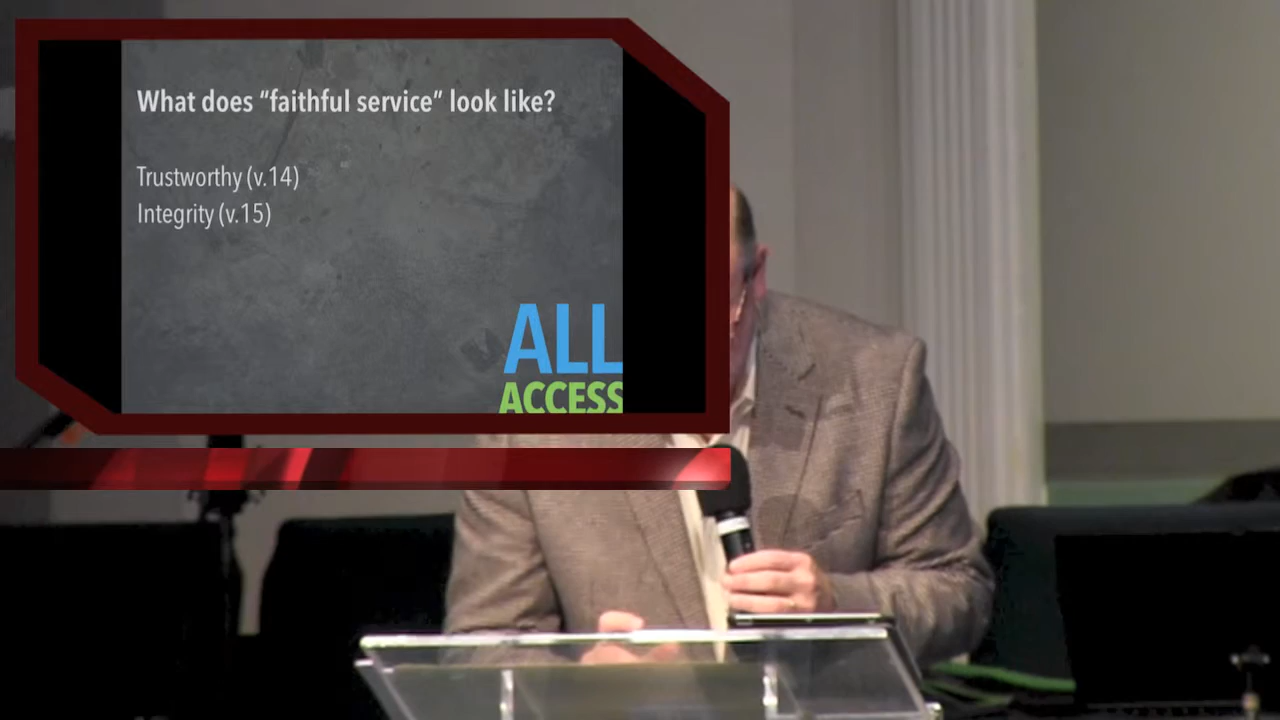 What does “faithful service” look like?
Trustworthy (v.14)
Integrity (v.15)
ALL
ACCESS